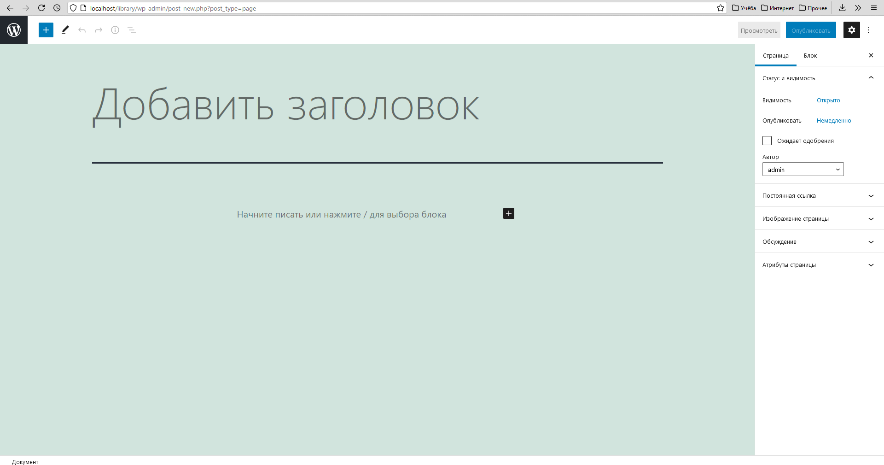 localhost/library/wp-admin/post-new.php?post_type=page
Учёба
Интернет
Прочее
Просмотреть
Опубликовать
Страница
Блок
Статус и видимость
Видимость
Открыто
Опубликовать
Немедленно
Ожидает одобрения
Автор
admin
Постоянная ссылка
Изображение страницы
Обсуждение
Атрибуты страницы
Добавить заголовок
Начните писать или нажмите / для выбора блока
Документ